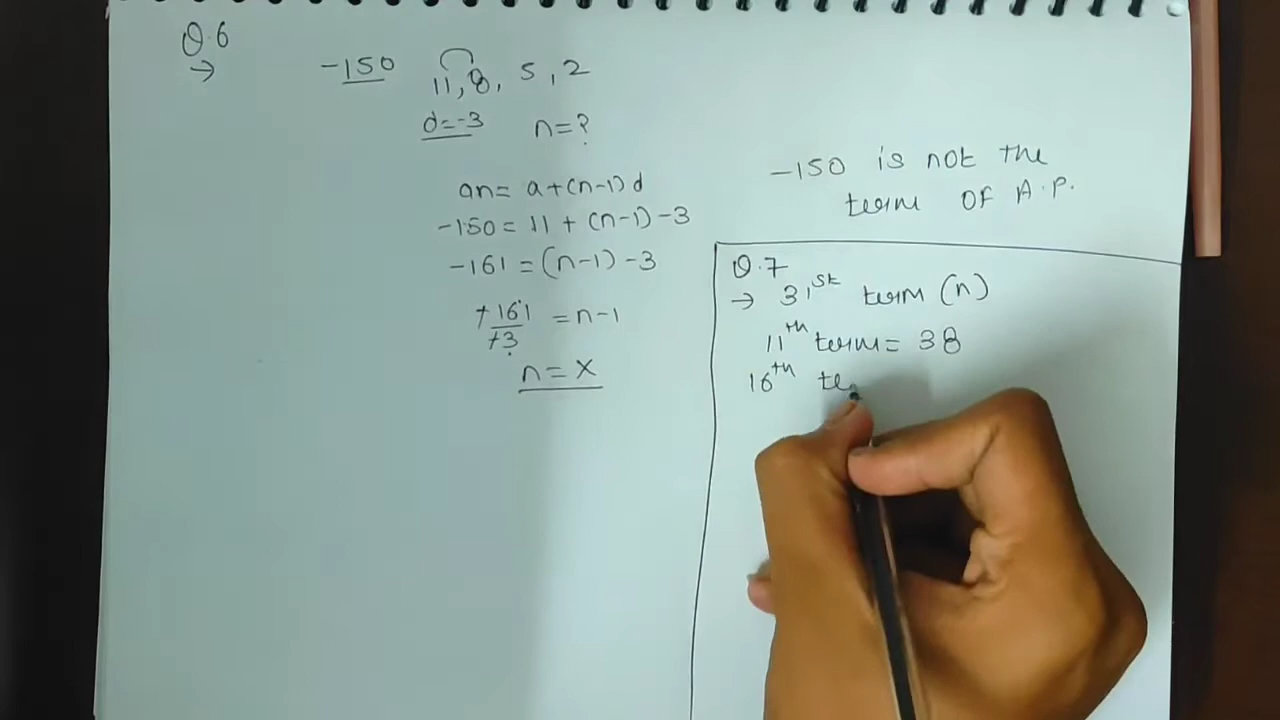 Q.6
→ -150 11, 8, 5, 2
d=-3 n=?
an= a+(n-1)d
-150= 11 + (n-1) -3
-161 = (n-1) -3
+161/+3 = n-1
n= x
-150 is not the
term OF A.P.
Q.7
→ 31st term (n)
11th term= 38
16th te